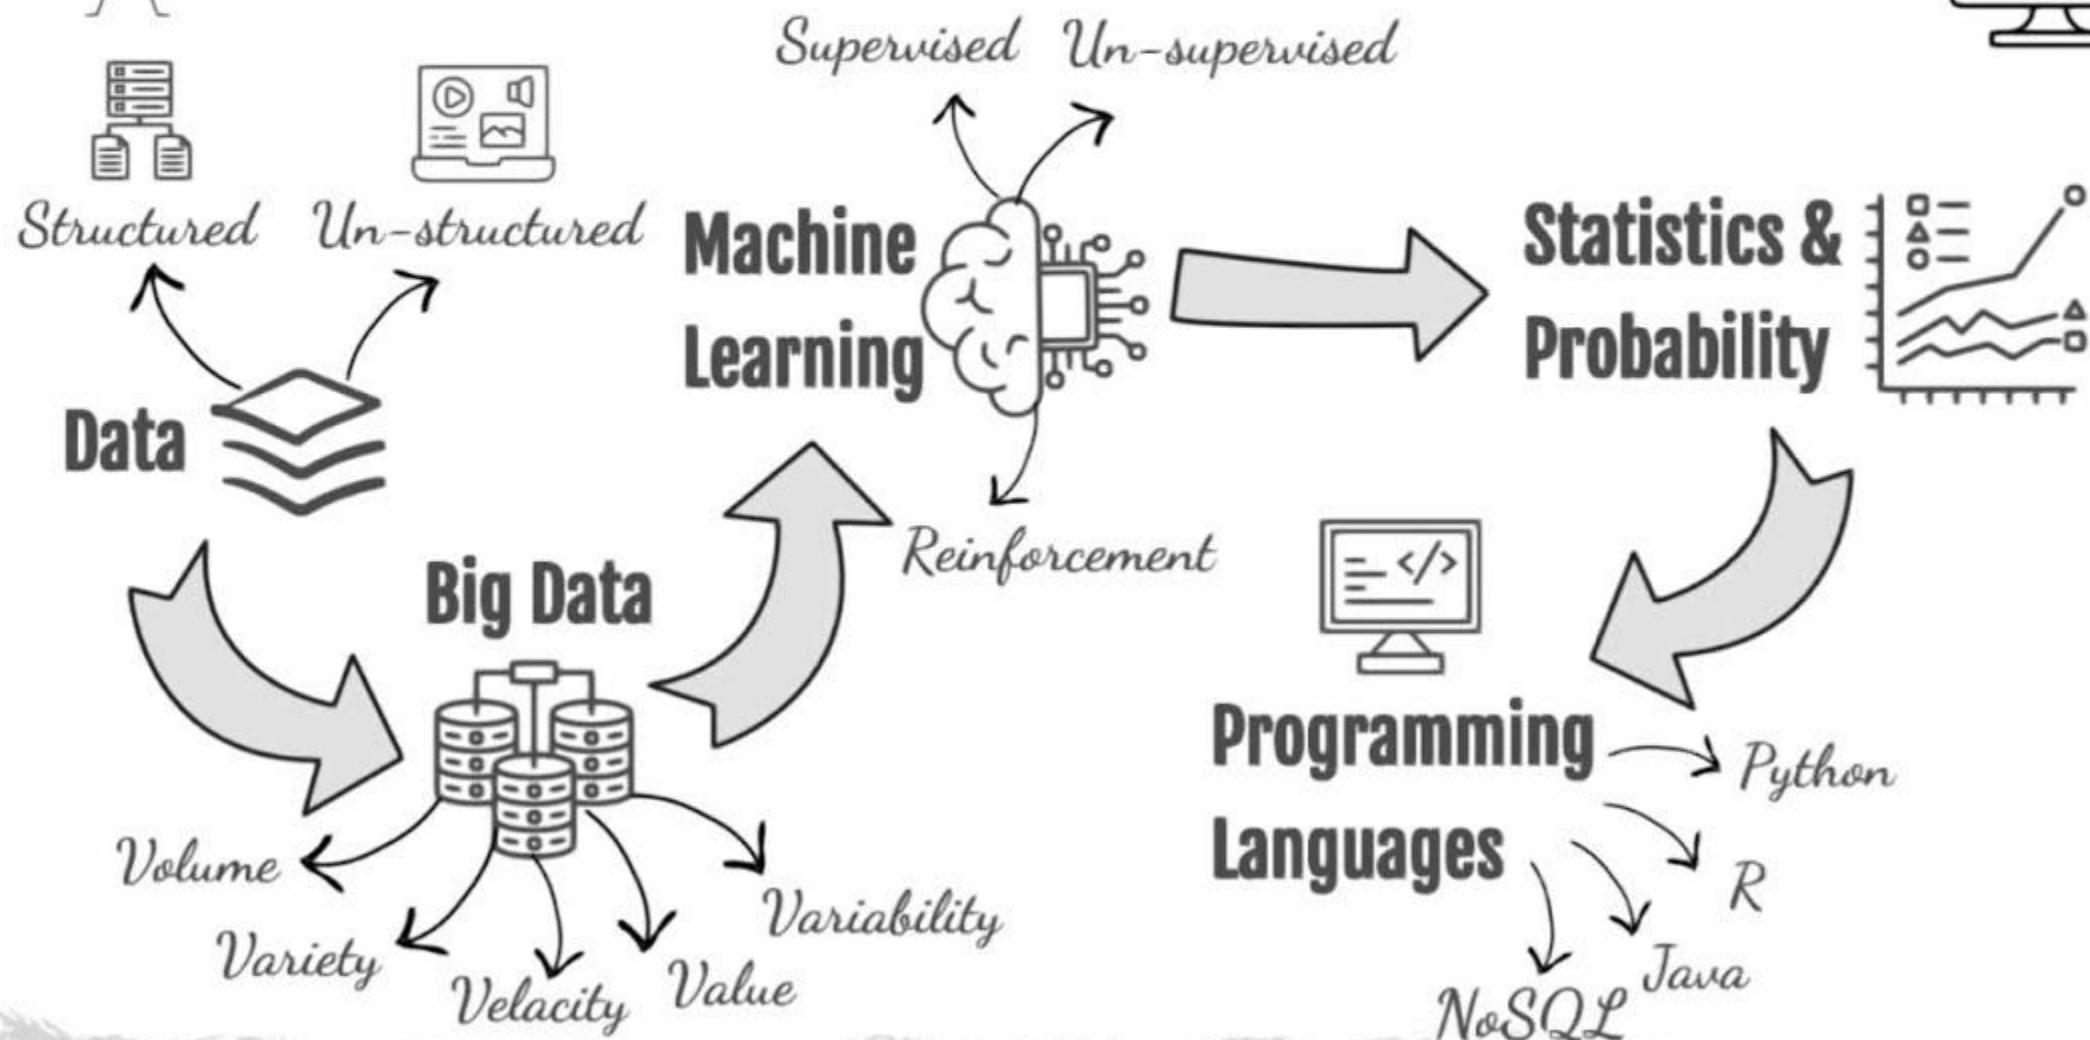 Supervised
Un-supervised
Structured
Un-structured
Machine
Learning
Statistics &
Probability
Data
Reinforcement
Big Data
</>
Programming
Languages
Python
R
Java
NoSQL
Volume
Variety
Velacity
Value
Variability